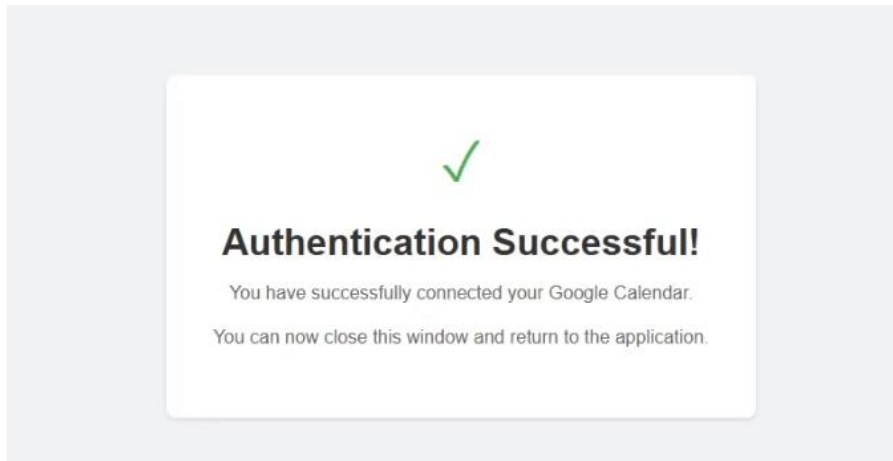 Authentication Successful!
You have successfully connected your Google Calendar.
You can now close this window and return to the application.